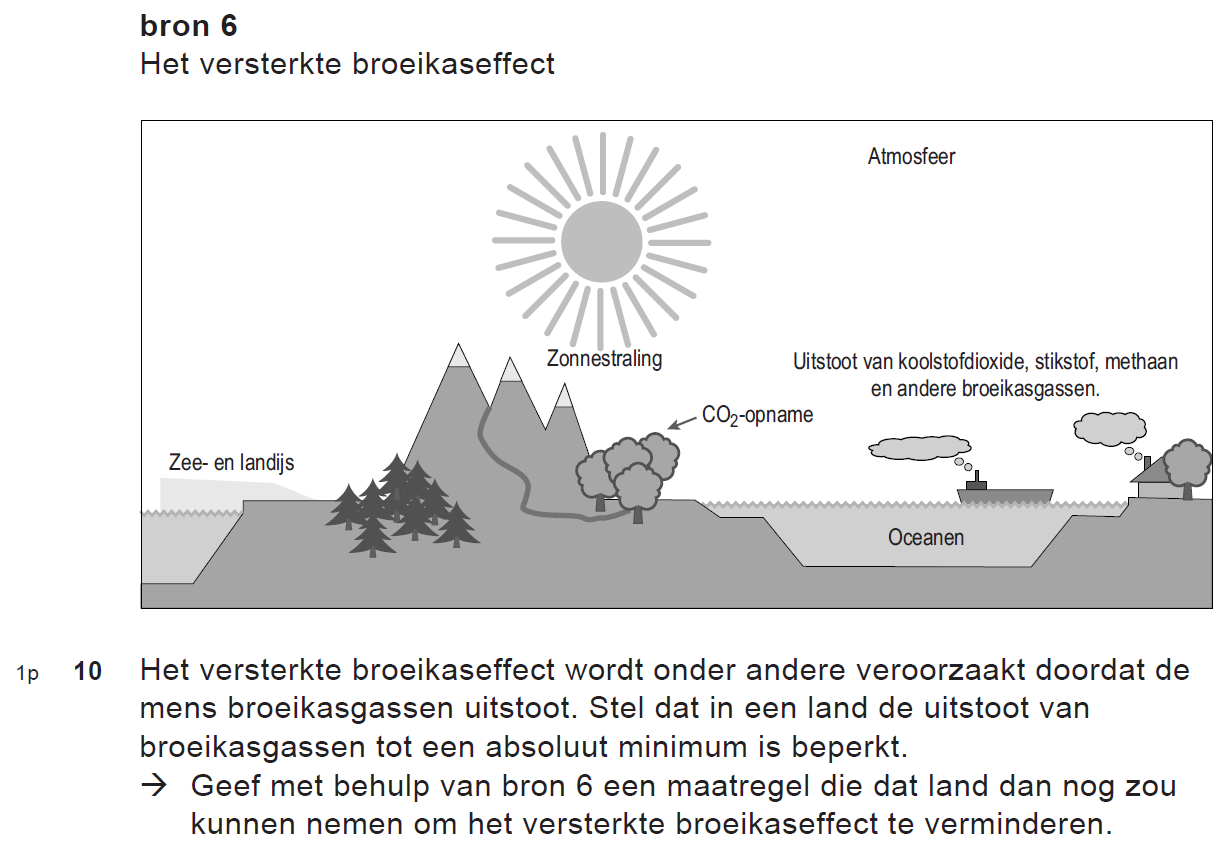 bron 6
Het versterkte broeikaseffect
Atmosfeer
Zonnestraling
Uitstoot van koolstofdioxide, stikstof, methaan
en andere broeikasgassen.
CO₂-opname
Zee- en landijs
Oceanen
1p 10 Het versterkte broeikaseffect wordt onder andere veroorzaakt doordat de
mens broeikasgassen uitstoot. Stel dat in een land de uitstoot van
broeikasgassen tot een absoluut minimum is beperkt.
→ Geef met behulp van bron 6 een maatregel die dat land dan nog zou
kunnen nemen om het versterkte broeikaseffect te verminderen.